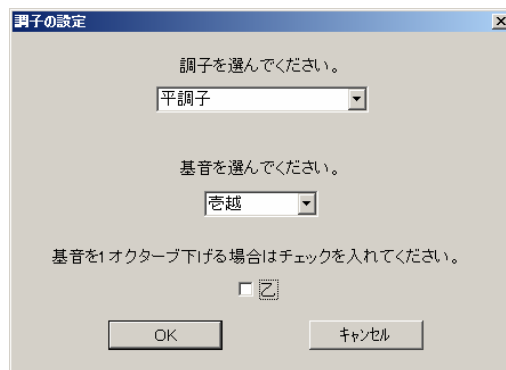 調子の設定
調子を選んでください。
平調子
基音を選んでください。
壱越
基音を1オクターブ下げる場合はチェックを入れてください。
乙
OK キャンセル